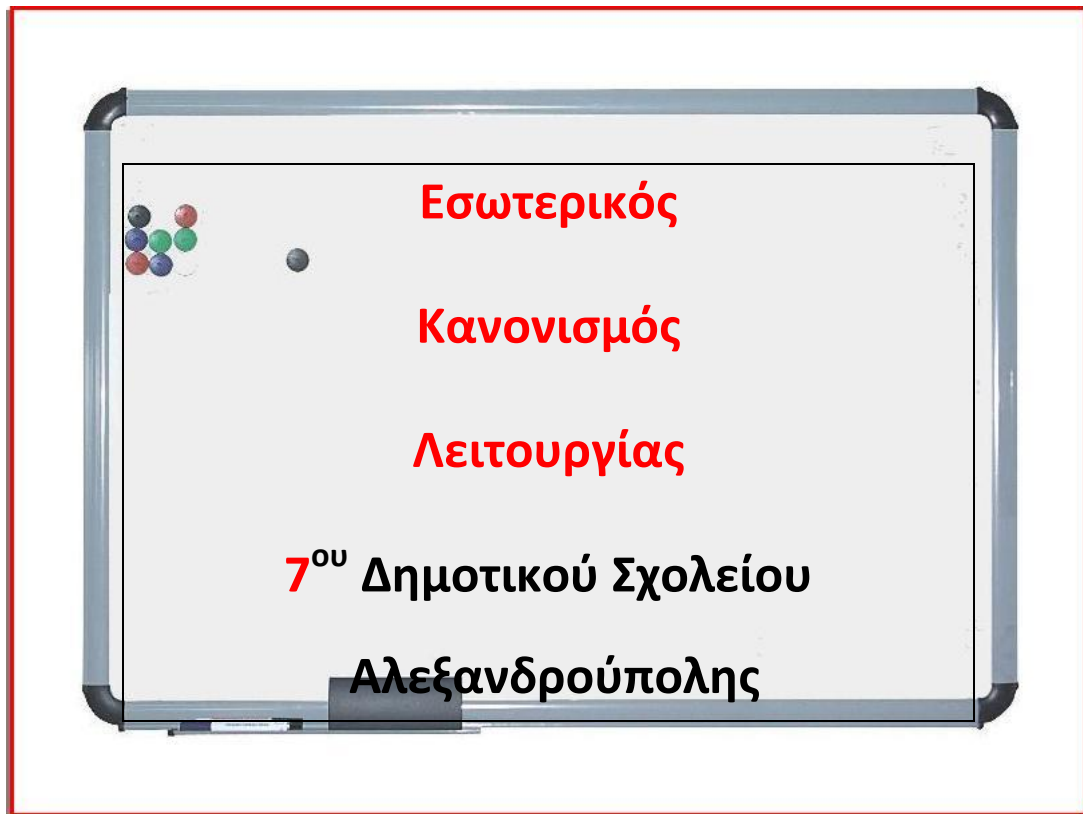 Εσωτερικός
Κανονισμός
Λειτουργίας
7ου Δημοτικού Σχολείου
Αλεξανδρούπολης